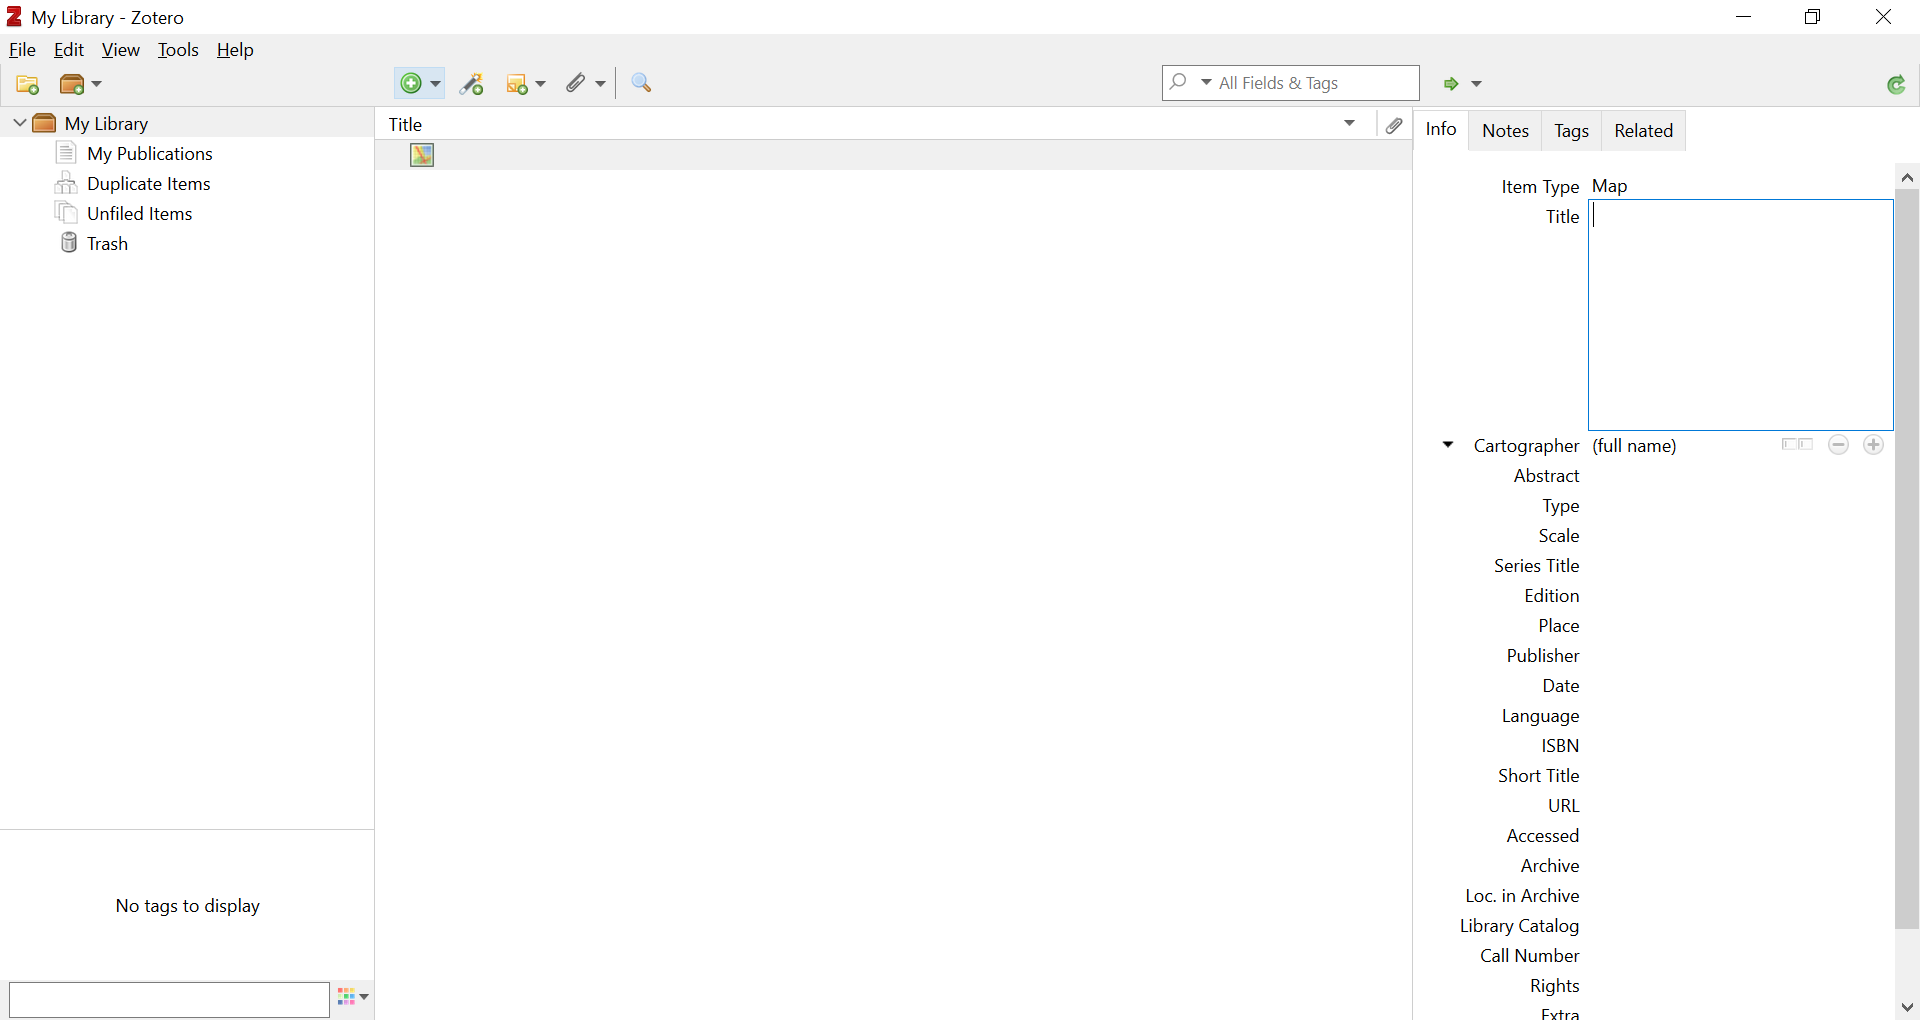 My Library - Zotero
File Edit View Tools Help
All Fields & Tags
My Library
My Publications
Duplicate Items
Unfiled Items
Trash
No tags to display
Title
Info Notes Tags Related
Item Type Map
Title
Cartographer (full name)
Abstract
Type
Scale
Series Title
Edition
Place
Publisher
Date
Language
ISBN
Short Title
URL
Accessed
Archive
Loc. in Archive
Library Catalog
Call Number
Rights
Extra